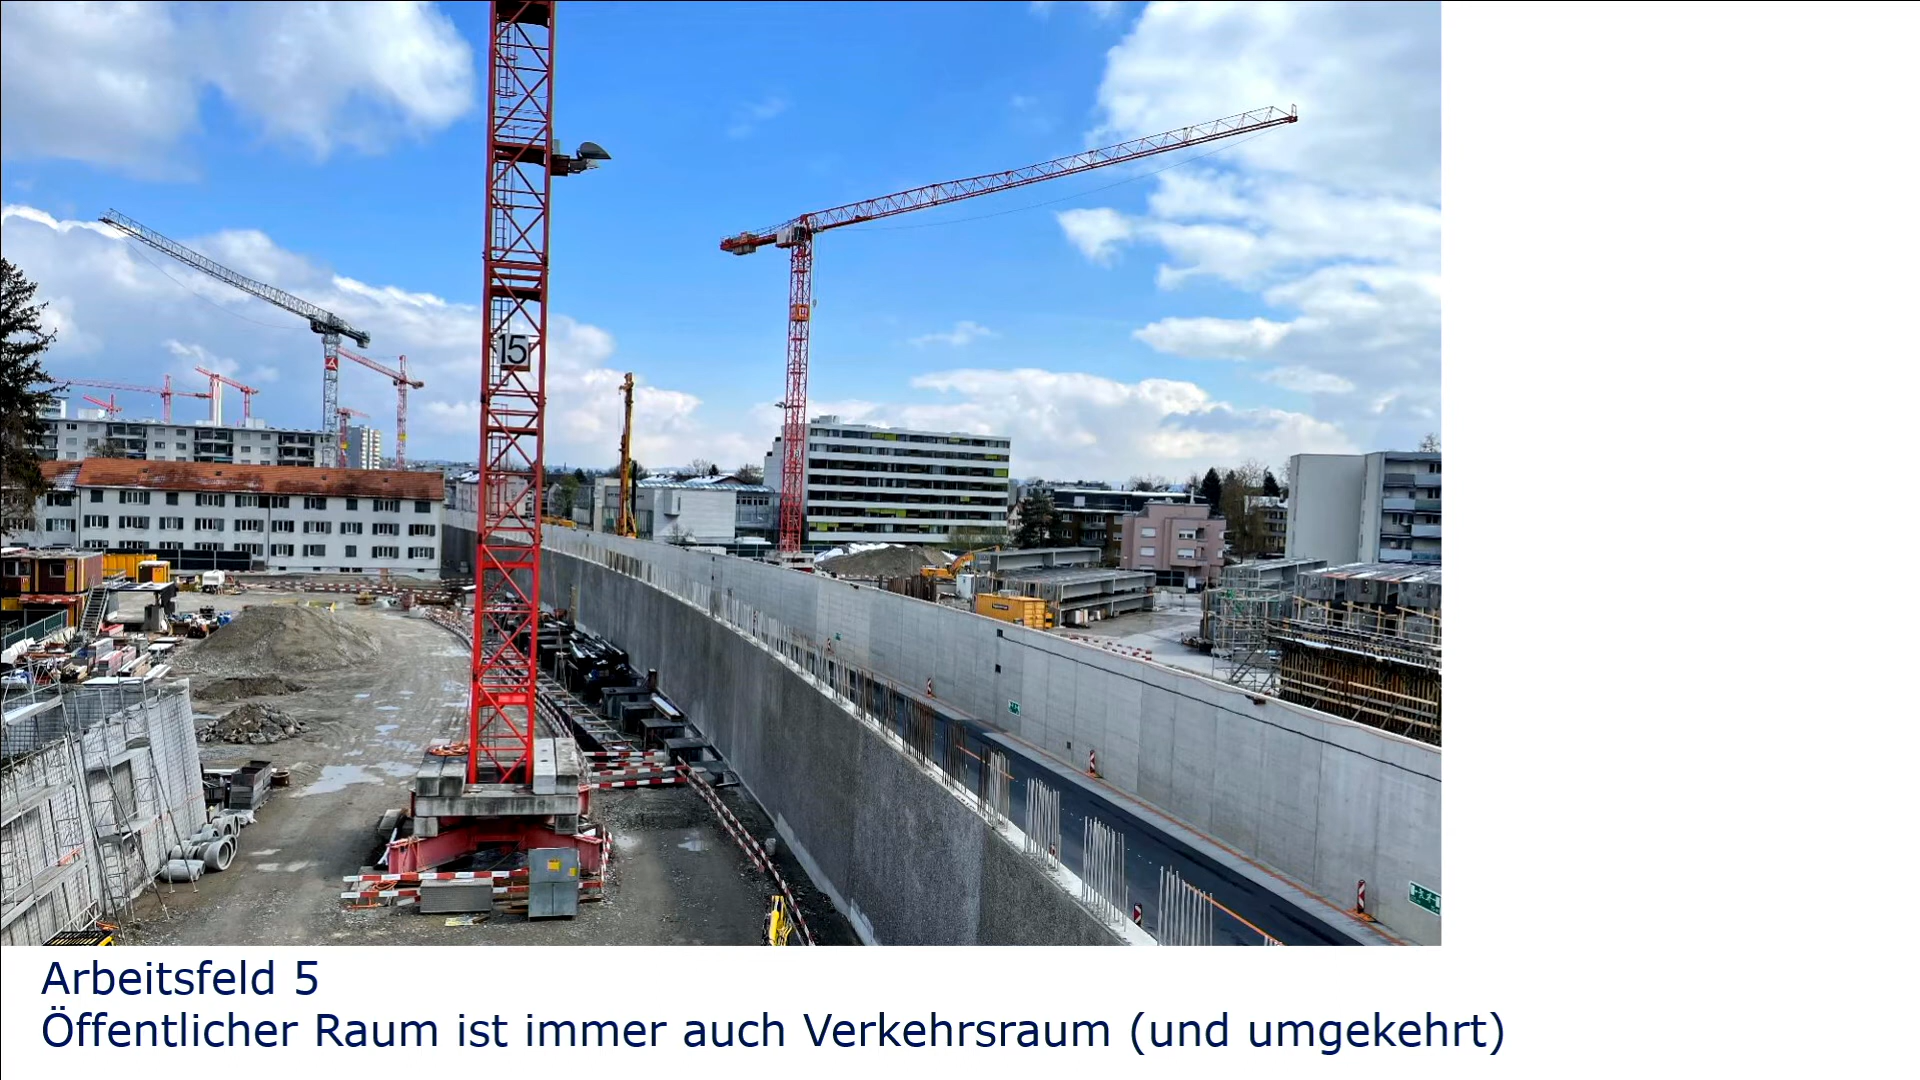 15
Arbeitsfeld 5
Öffentlicher Raum ist immer auch Verkehrsraum (und umgekehrt)